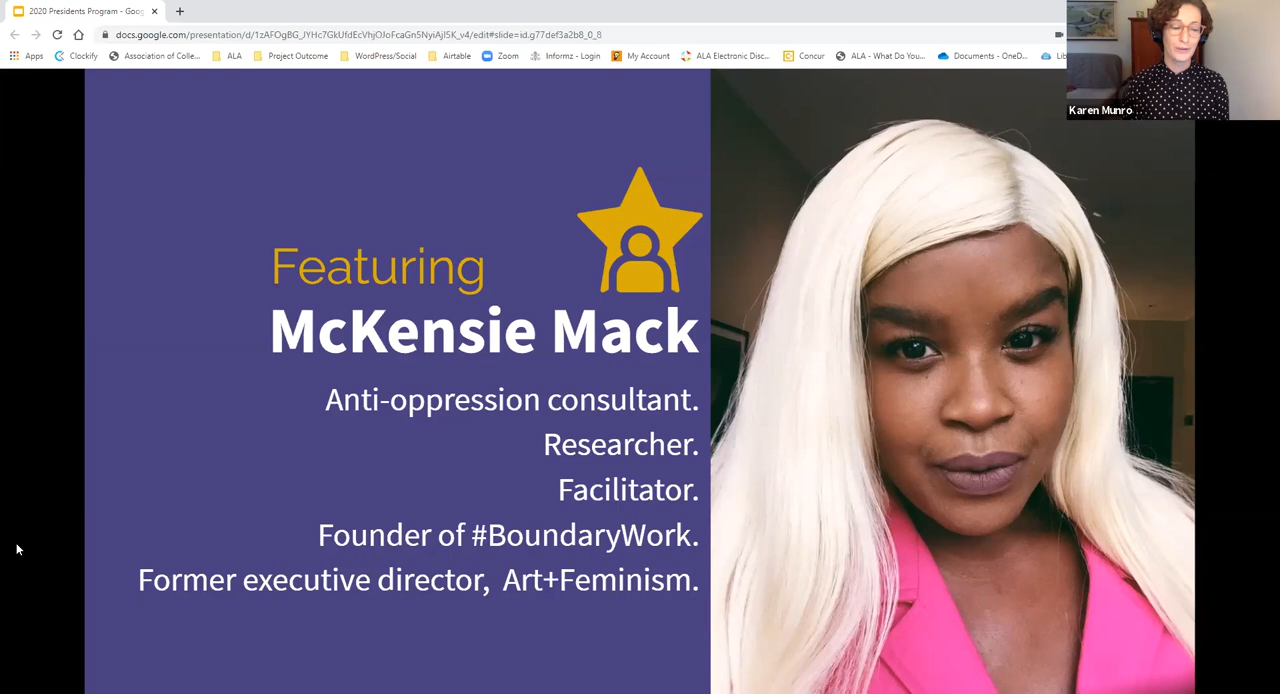 2020 Presidents Program - Goog
docs.google.com/presentation/d/1zAFOgBG_JYHc7GkUfdEcVhjOJoFcaGn5NyiAjI5K_v4/edit#slide=id.g77def3a2b8_0_8
Apps Clockify Association of Colle... ALA Project Outcome WordPress/Social Airtable Zoom Informz - Login My Account ALA Electronic Disc... Concur ALA - What Do You... Documents - OneD... Lib
Karen Munro
Featuring
McKensie Mack
Anti-oppression consultant.
Researcher.
Facilitator.
Founder of #BoundaryWork.
Former executive director, Art+Feminism.